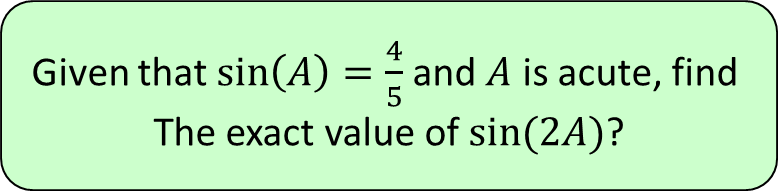 Given that sin(A) = 4/5 and A is acute, find
The exact value of sin(2A)?